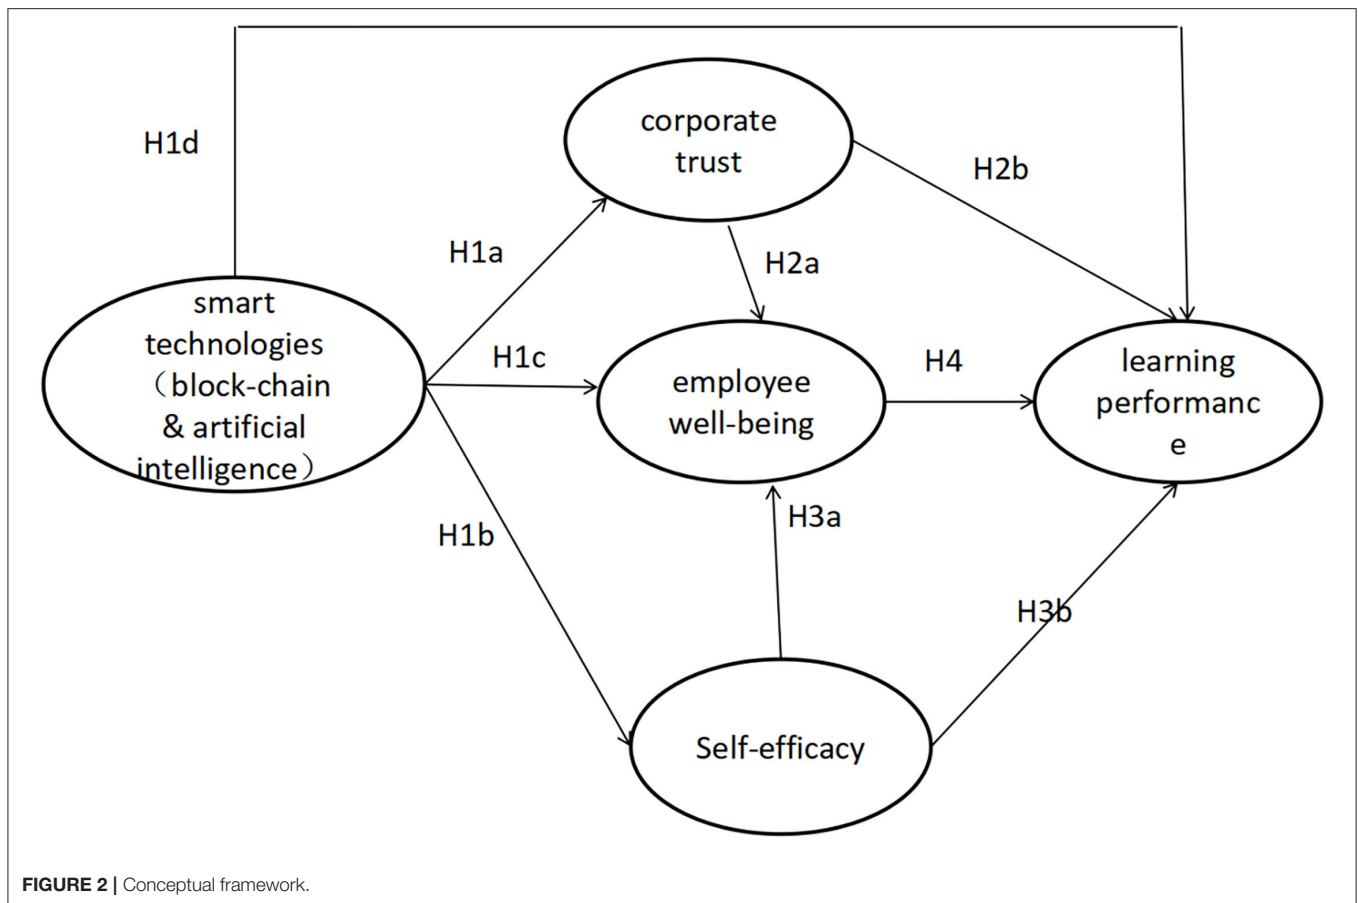 H1d
corporate
trust
H2b
H1a
H2a
smart
technologies
（block-chain
& artificial
intelligence）
H1c
employee
well-being
H4
learning
performanc
e
H1b
H3a
H3b
Self-efficacy
FIGURE 2 | Conceptual framework.